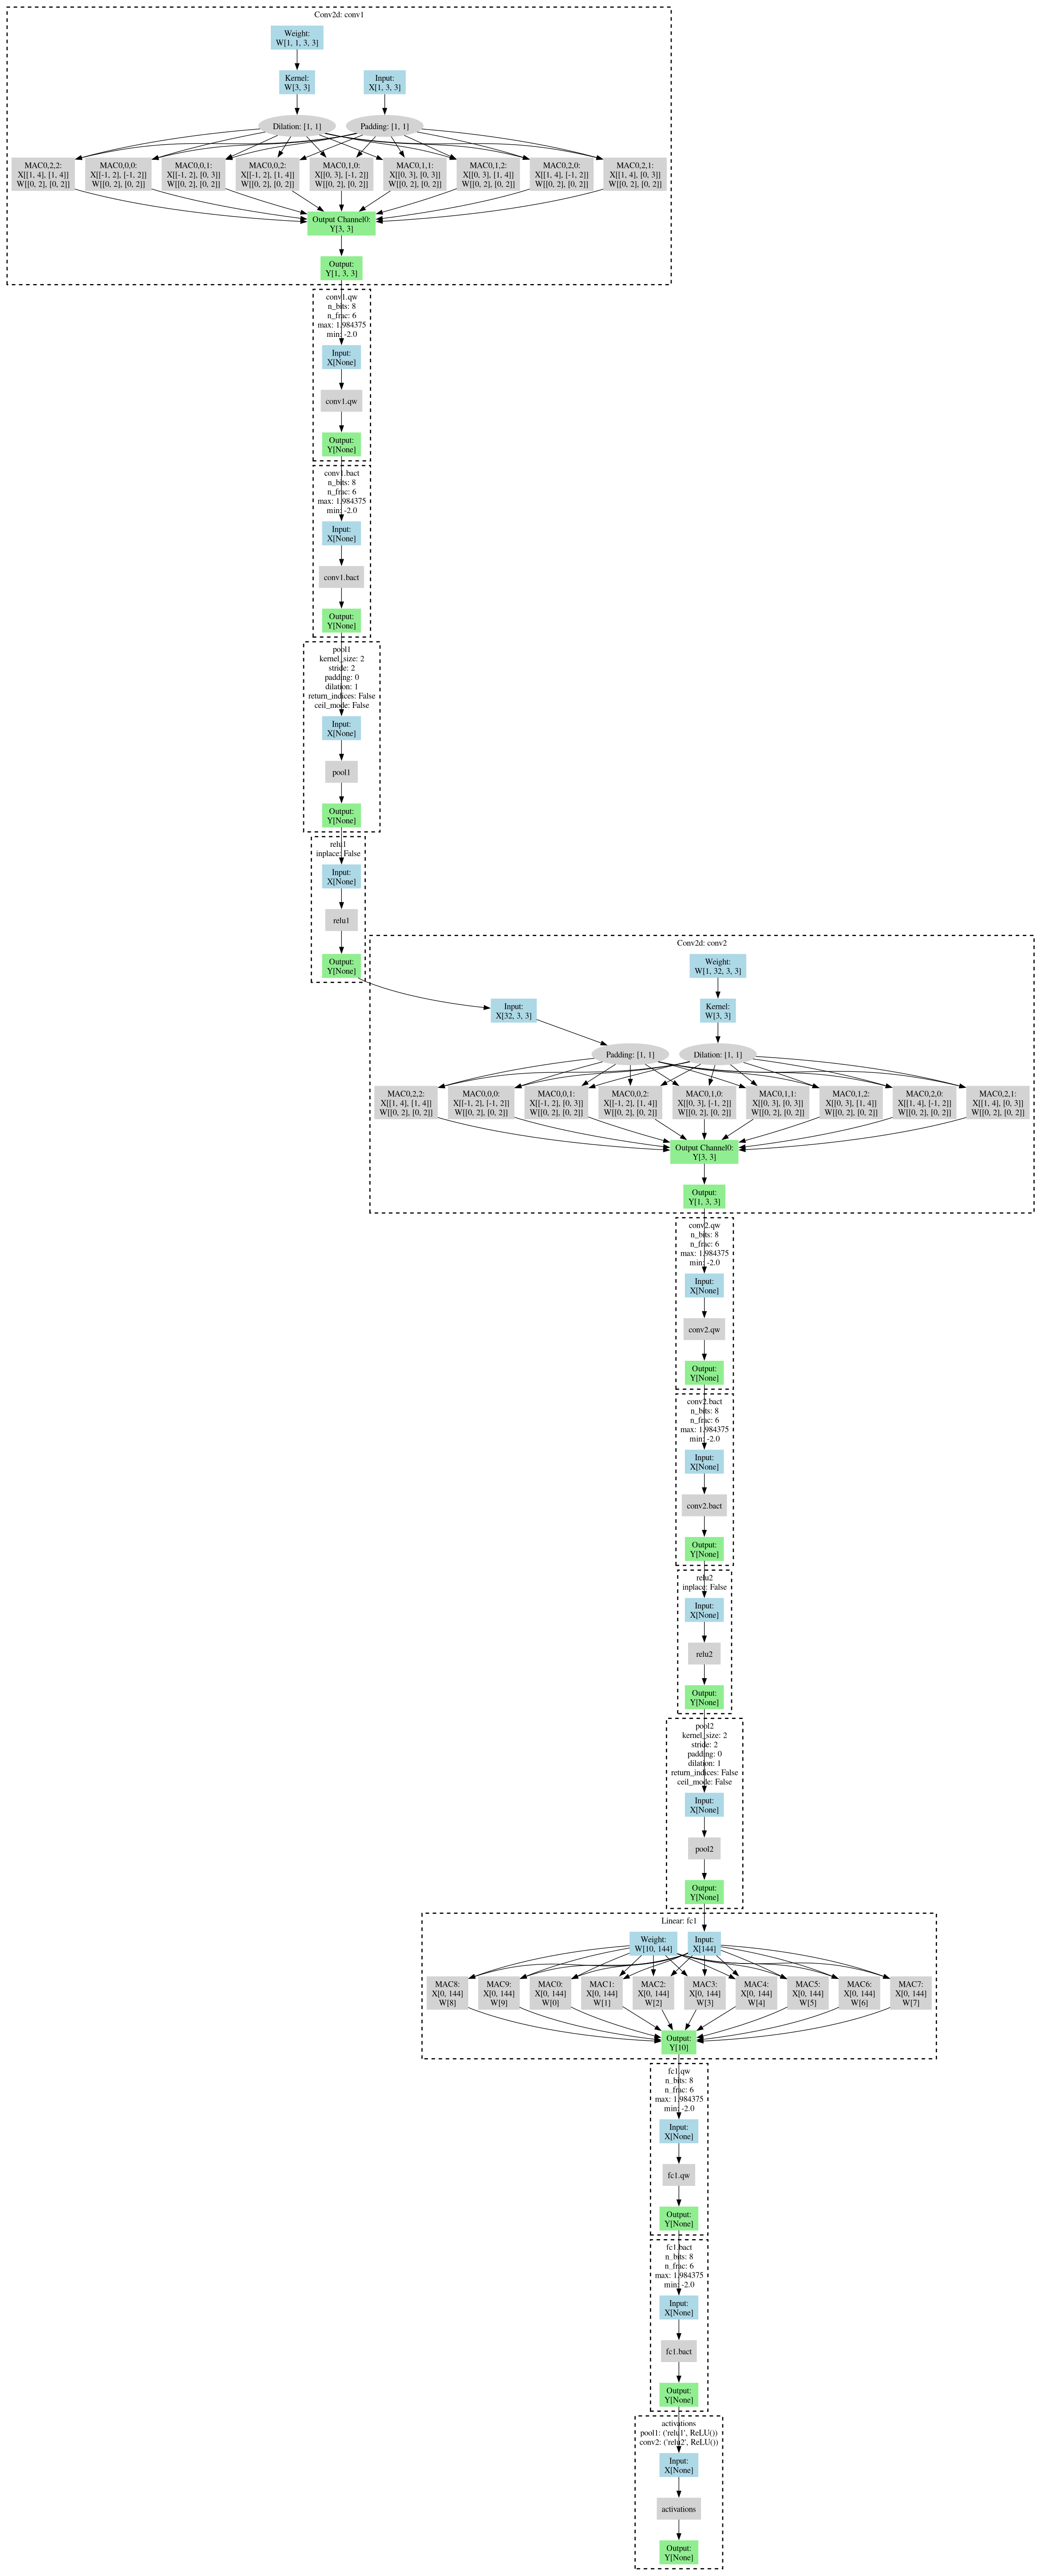 Conv2d: conv1
Weight:
W[1, 1, 3, 3]
Kernel:
W[3, 3]
Input:
X[1, 3, 3]
Dilation: [1, 1]
Padding: [1, 1]
MAC0,2,2:
X[[1, 4], [1, 4]]
W[[0, 2], [0, 2]]
MAC0,0,0:
X[[-1, 2], [-1, 2]]
W[[0, 2], [0, 2]]
MAC0,0,1:
X[[-1, 2], [0, 3]]
W[[0, 2], [0, 2]]
MAC0,0,2:
X[[-1, 2], [1, 4]]
W[[0, 2], [0, 2]]
MAC0,1,0:
X[[0, 3], [-1, 2]]
W[[0, 2], [0, 2]]
MAC0,1,1:
X[[0, 3], [0, 3]]
W[[0, 2], [0, 2]]
MAC0,1,2:
X[[0, 3], [1, 4]]
W[[0, 2], [0, 2]]
MAC0,2,0:
X[[1, 4], [-1, 2]]
W[[0, 2], [0, 2]]
MAC0,2,1:
X[[1, 4], [0, 3]]
W[[0, 2], [0, 2]]
Output Channel0:
Y[3, 3]
Output:
Y[1, 3, 3]
conv1.qw
n_bits: 8
n_frac: 6
max: 1.984375
min: -2.0
Input:
X[None]
conv1.qw
Output:
Y[None]
conv1.bact
n_bits: 8
n_frac: 6
max: 1.984375
min: -2.0
Input:
X[None]
conv1.bact
Output:
Y[None]
pool1
kernel_size: 2
stride: 2
padding: 0
dilation: 1
return_indices: False
ceil_mode: False
Input:
X[None]
pool1
Output:
Y[None]
relu1
inplace: False
Input:
X[None]
relu1
Output:
Y[None]
Conv2d: conv2
Weight:
W[1, 32, 3, 3]
Input:
X[32, 3, 3]
Kernel:
W[3, 3]
Padding: [1, 1]
Dilation: [1, 1]
MAC0,2,2:
X[[1, 4], [1, 4]]
W[[0, 2], [0, 2]]
MAC0,0,0:
X[[-1, 2], [-1, 2]]
W[[0, 2], [0, 2]]
MAC0,0,1:
X[[-1, 2], [0, 3]]
W[[0, 2], [0, 2]]
MAC0,0,2:
X[[-1, 2], [1, 4]]
W[[0, 2], [0, 2]]
MAC0,1,0:
X[[0, 3], [-1, 2]]
W[[0, 2], [0, 2]]
MAC0,1,1:
X[[0, 3], [0, 3]]
W[[0, 2], [0, 2]]
MAC0,1,2:
X[[0, 3], [1, 4]]
W[[0, 2], [0, 2]]
MAC0,2,0:
X[[1, 4], [-1, 2]]
W[[0, 2], [0, 2]]
MAC0,2,1:
X[[1, 4], [0, 3]]
W[[0, 2], [0, 2]]
Output Channel0:
Y[3, 3]
Output:
Y[1, 3, 3]
conv2.qw
n_bits: 8
n_frac: 6
max: 1.984375
min: -2.0
Input:
X[None]
conv2.qw
Output:
Y[None]
conv2.bact
n_bits: 8
n_frac: 6
max: 1.984375
min: -2.0
Input:
X[None]
conv2.bact
Output:
Y[None]
relu2
inplace: False
Input:
X[None]
relu2
Output:
Y[None]
pool2
kernel_size: 2
stride: 2
padding: 0
dilation: 1
return_indices: False
ceil_mode: False
Input:
X[None]
pool2
Output:
Y[None]
Linear: fc1
Weight:
W[10, 144]
Input:
X[144]
MAC8:
X[0, 144]
W[8]
MAC9:
X[0, 144]
W[9]
MAC0:
X[0, 144]
W[0]
MAC1:
X[0, 144]
W[1]
MAC2:
X[0, 144]
W[2]
MAC3:
X[0, 144]
W[3]
MAC4:
X[0, 144]
W[4]
MAC5:
X[0, 144]
W[5]
MAC6:
X[0, 144]
W[6]
MAC7:
X[0, 144]
W[7]
Output:
Y[10]
fc1.qw
n_bits: 8
n_frac: 6
max: 1.984375
min: -2.0
Input:
X[None]
fc1.qw
Output:
Y[None]
fc1.bact
n_bits: 8
n_frac: 6
max: 1.984375
min: -2.0
Input:
X[None]
fc1.bact
Output:
Y[None]
activations
pool1: ('relu1', ReLU())
conv2: ('relu2', ReLU())
Input:
X[None]
activations
Output:
Y[None]